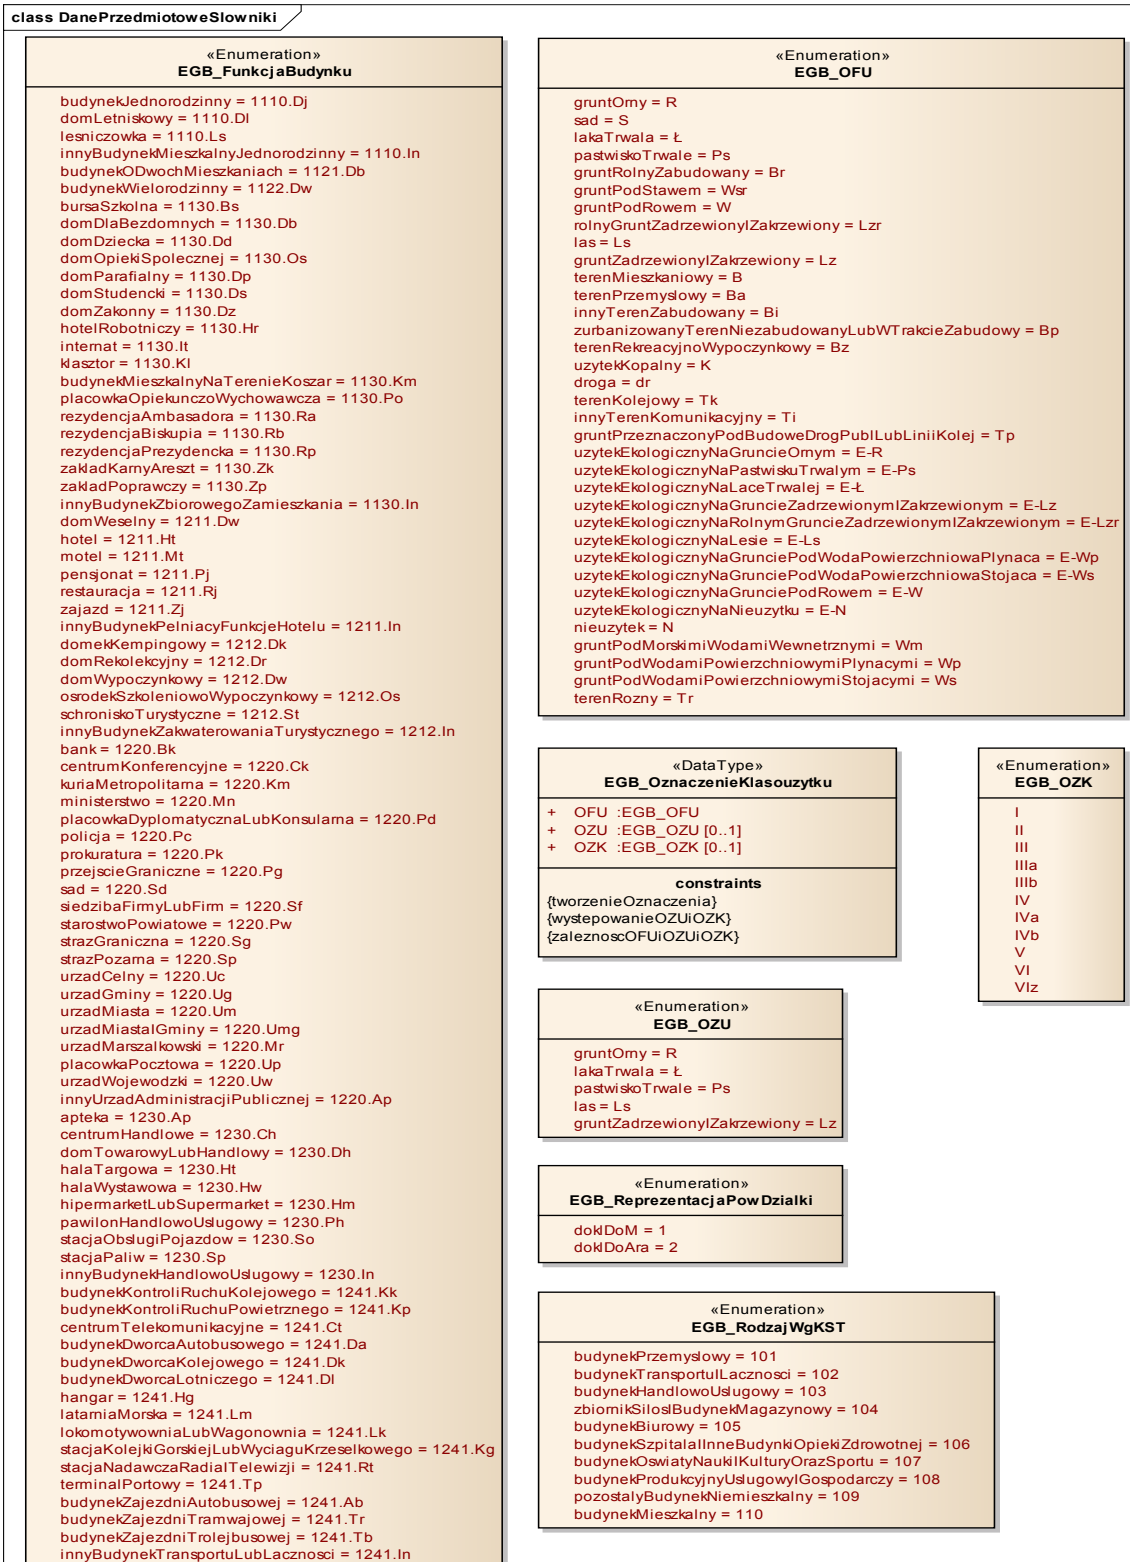 class DanePrzedmiotoweSlowniki
«Enumeration»
EGB_FunkcjaBudynku
budynekJednorodzinny = 1110.Dj
domLetniskowy = 1110.Dl
lesniczowka = 1110.Ls
innyBudynekMieszkalnyJednorodzinny = 1110.In
budynekODwochMieszkaniach = 1121.Db
budynekWielorodzinny = 1122.Dw
bursaSzkolna = 1130.Bs
domDlaBezdomnych = 1130.Db
domDziecka = 1130.Dd
domOpiekiSpolecznej = 1130.Os
domParafialny = 1130.Dp
domStudencki = 1130.Ds
domZakonny = 1130.Dz
hotelRobotniczy = 1130.Hr
internat = 1130.It
klasztor = 1130.Kl
budynekMieszkalnyNaTerenieKoszar = 1130.Km
placowkaOpiekunczoWychowawcza = 1130.Po
rezydencjaAmbasadora = 1130.Ra
rezydencjaBiskupia = 1130.Rb
rezydencjaPrezydencka = 1130.Rp
zakladKarnyAreszt = 1130.Zk
zakladPoprawczy = 1130.Zp
innyBudynekZbiorowegoZamieszkania = 1130.In
domWeselny = 1211.Dw
hotel = 1211.Ht
motel = 1211.Mt
pensjonat = 1211.Pj
restauracja = 1211.Rj
zajazd = 1211.Zj
innyBudynekPelniacyFunkcjeHotelu = 1211.In
domekKempingowy = 1212.Dk
domRekolekcyjny = 1212.Dr
domWypoczynkowy = 1212.Dw
osrodekSzkoleniowoWypoczynkowy = 1212.Os
schroniskoTurystyczne = 1212.St
innyBudynekZakwaterowaniaTurystycznego = 1212.In
bank = 1220.Bk
centrumKonferencyjne = 1220.Ck
kuriaMetropolitarna = 1220.Km
ministerstwo = 1220.Mn
placowkaDyplomatycznaLubKonsularna = 1220.Pd
policja = 1220.Pc
prokuratura = 1220.Pk
przejscieGraniczne = 1220.Pg
sad = 1220.Sd
siedzibaFirmyLubFirm = 1220.Sf
starostwoPowiatowe = 1220.Pw
strazGraniczna = 1220.Sg
strazPozarna = 1220.Sp
urzadCelny = 1220.Uc
urzadGminy = 1220.Ug
urzadMiasta = 1220.Um
urzadMiastaIGminy = 1220.Umg
urzadMarszalkowski = 1220.Mr
placowkaPocztowa = 1220.Up
urzadWojewodzki = 1220.Uw
innyUrzadAdministracjiPublicznej = 1220.Ap
apteka = 1230.Ap
centrumHandlowe = 1230.Ch
domTowarowyLubHandlowy = 1230.Dh
halaTargowa = 1230.Ht
halaWystawowa = 1230.Hw
hipermarketLubSupermarket = 1230.Hm
pawilonHandlowoUslugowy = 1230.Ph
stacjaObslugiPojazdow = 1230.So
stacjaPaliw = 1230.Sp
innyBudynekHandlowoUslugowy = 1230.In
budynekKontroliRuchuKolejowego = 1241.Kk
budynekKontroliRuchuPowietrznego = 1241.Kp
centrumTelekomunikacyjne = 1241.Ct
budynekDworcaAutobusowego = 1241.Da
budynekDworcaKolejowego = 1241.Dk
budynekDworcaLotniczego = 1241.Dl
hangar = 1241.Hg
latarniaMorska = 1241.Lm
lokomotywowniaLubWagonownia = 1241.Lk
stacjaKolejkiGorskiejLubWyciaguKrzeselkowego = 1241.Kg
stacjaNadawczaRadiaITelewizji = 1241.Rt
terminalPortowy = 1241.Tp
budynekZajezdniAutobusowej = 1241.Ab
budynekZajezdniTramwajowej = 1241.Tr
budynekZajezdniTrolejbusowej = 1241.Tb
innyBudynekTransportuLubLacznosci = 1241.In
«Enumeration»
EGB_OFU
gruntOrny = R
sad = S
lakaTrwala = Ł
pastwiskoTrwale = Ps
gruntRolnyZabudowany = Br
gruntPodStawem = Wsr
gruntPodRowem = W
rolnyGruntZadrzewionyIZakrzewiony = Lzr
las = Ls
gruntZadrzewionyIZakrzewiony = Lz
terenMieszkaniowy = B
terenPrzemyslowy = Ba
innyTerenZabudowany = Bi
zurbanizowanyTerenNiezabudowanyLubWTrakcieZabudowy = Bp
terenRekreacyjnoWypoczynkowy = Bz
uzytekKopalny = K
droga = dr
terenKolejowy = Tk
innyTerenKomunikacyjny = Ti
gruntPrzeznaczonyPodBudoweDrogPublLubLiniiKolej = Tp
uzytekEkologicznyNaGruncieOrnym = E-R
uzytekEkologicznyNaPastwiskuTrwalym = E-Ps
uzytekEkologicznyNaLaceTrwalej = E-Ł
uzytekEkologicznyNaGruncieZadrzewionymIZakrzewionym = E-Lz
uzytekEkologicznyNaRolnymGruncieZadrzewionymIZakrzewionym = E-Lzr
uzytekEkologicznyNaLesie = E-Ls
uzytekEkologicznyNaGrunciePodWodaPowierzchniowaPlynaca = E-Wp
uzytekEkologicznyNaGrunciePodWodaPowierzchniowaStojaca = E-Ws
uzytekEkologicznyNaGrunciePodRowem = E-W
uzytekEkologicznyNaNieuzytku = E-N
nieuzytek = N
gruntPodMorskimiWodamiWewnetrznymi = Wm
gruntPodWodamiPowierzchniowymiPlynacymi = Wp
gruntPodWodamiPowierzchniowymiStojacymi = Ws
terenRozny = Tr
«DataType»
EGB_OznaczenieKlasouzytku
+ OFU :EGB_OFU
+ OZU :EGB_OZU [0..1]
+ OZK :EGB_OZK [0..1]
constraints
{tworzenieOznaczenia}
{wystepowanieOZUiOZK}
{zaleznoscOFUiOZUiOZK}
«Enumeration»
EGB_OZK
I
II
III
IIIa
IIIb
IV
IVa
IVb
V
VI
VIz
«Enumeration»
EGB_OZU
gruntOrny = R
lakaTrwala = Ł
pastwiskoTrwale = Ps
las = Ls
gruntZadrzewionyIZakrzewiony = Lz
«Enumeration»
EGB_ReprezentacjaPowDzialki
doklDoM = 1
doklDoAra = 2
«Enumeration»
EGB_RodzajWgKST
budynekPrzemyslowy = 101
budynekTransportuILacznosci = 102
budynekHandlowoUslugowy = 103
zbiornikSilosIBudynekMagazynowy = 104
budynekBiurowy = 105
budynekSzpitalaIInneBudynkiOpiekiZdrowotnej = 106
budynekOswiatyNaukiIKulturyOrazSportu = 107
budynekProdukcyjnyUslugowyIGospodarczy = 108
pozostalyBudynekNiemieszkalny = 109
budynekMieszkalny = 110